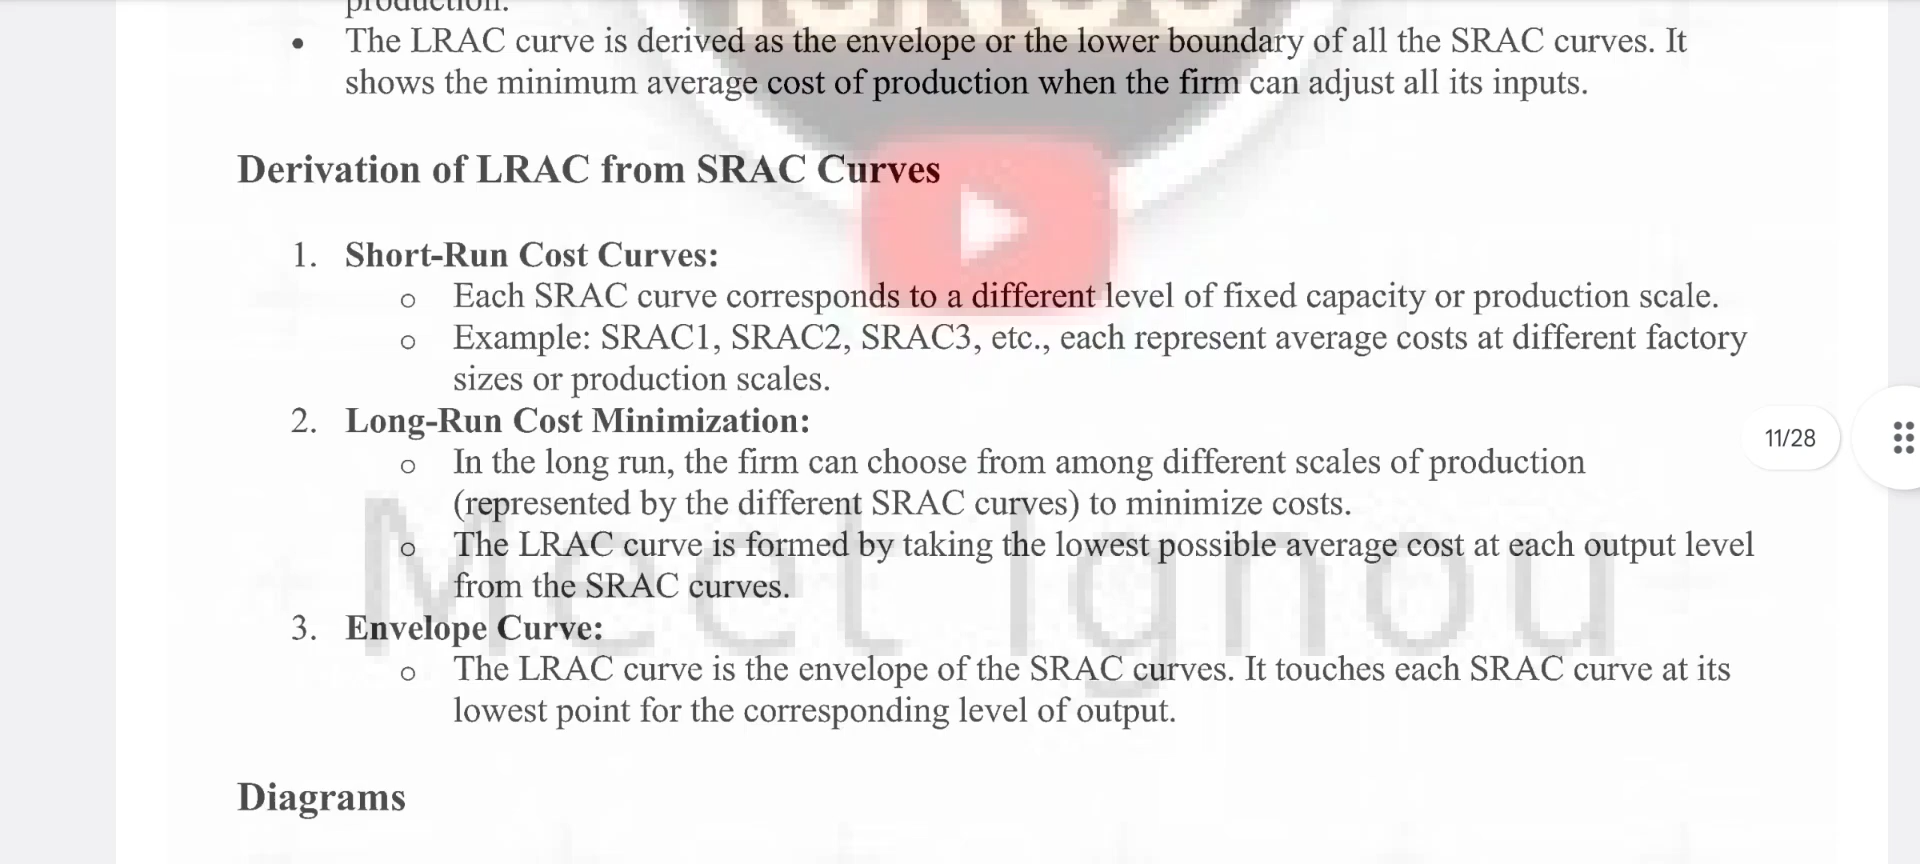 production.
• The LRAC curve is derived as the envelope or the lower boundary of all the SRAC curves. It
shows the minimum average cost of production when the firm can adjust all its inputs.
Derivation of LRAC from SRAC Curves
1. Short-Run Cost Curves:
o Each SRAC curve corresponds to a different level of fixed capacity or production scale.
o Example: SRAC1, SRAC2, SRAC3, etc., each represent average costs at different factory
sizes or production scales.
2. Long-Run Cost Minimization:
o In the long run, the firm can choose from among different scales of production
(represented by the different SRAC curves) to minimize costs.
o The LRAC curve is formed by taking the lowest possible average cost at each output level
from the SRAC curves.
3. Envelope Curve:
o The LRAC curve is the envelope of the SRAC curves. It touches each SRAC curve at its
lowest point for the corresponding level of output.
Diagrams
11/28
Meet Ignou